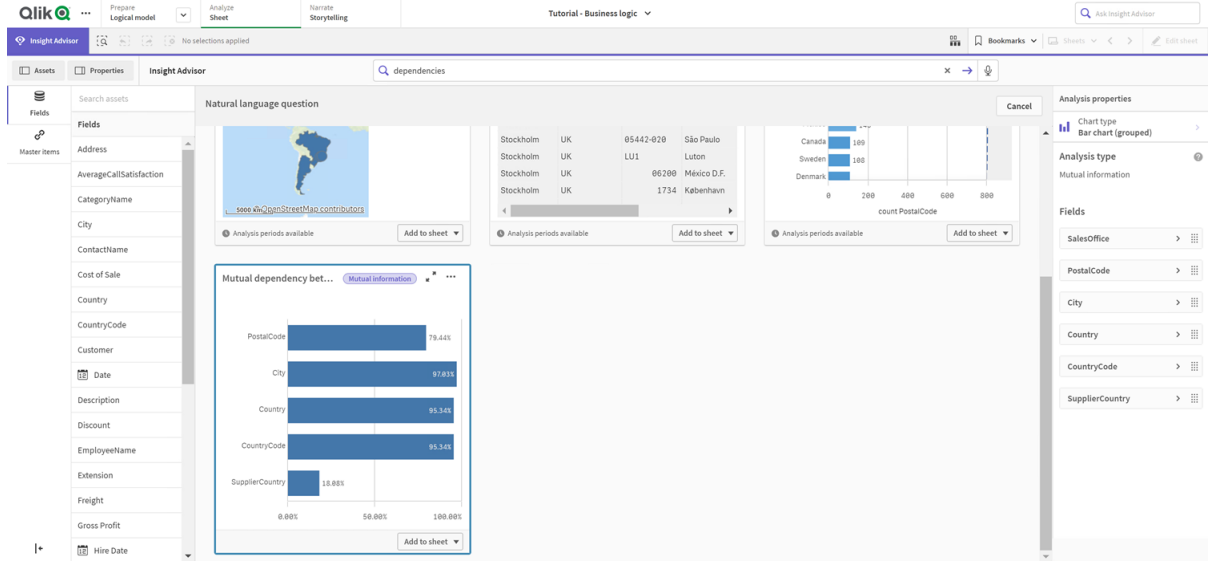 Qlik
Prepare
Logical model
Analyze
Sheet
Narrate
Storytelling
Tutorial - Business logic
Ask Insight Advisor
Insight Advisor
No selections applied
Bookmarks
Sheets
Edit sheet
Assets
Properties
Insight Advisor
dependencies
Fields
Master items
Search assets
Fields
Address
AverageCallSatisfaction
CategoryName
City
ContactName
Cost of Sale
Country
CountryCode
Customer
Date
Description
Discount
EmployeeName
Extension
Freight
Gross Profit
Hire Date
Natural language question
Cancel
5000 km
OpenStreetMap contributors
Analysis periods available
Add to sheet
Stockholm UK 05442-020 São Paulo
Stockholm UK LU1 Luton
Stockholm UK 06200 México D.F.
Stockholm UK 1734 København
Analysis periods available
Add to sheet
Canada 109
Sweden 108
Denmark
0 200 400 600 800
count PostalCode
Analysis periods available
Add to sheet
Mutual dependency bet... Mutual information
PostalCode 79.44%
City 97.03%
Country 95.34%
CountryCode 95.34%
SupplierCountry 18.08%
0.00% 50.00% 100.00%
Add to sheet
Analysis properties
Chart type
Bar chart (grouped)
Analysis type
Mutual information
Fields
SalesOffice
PostalCode
City
Country
CountryCode
SupplierCountry